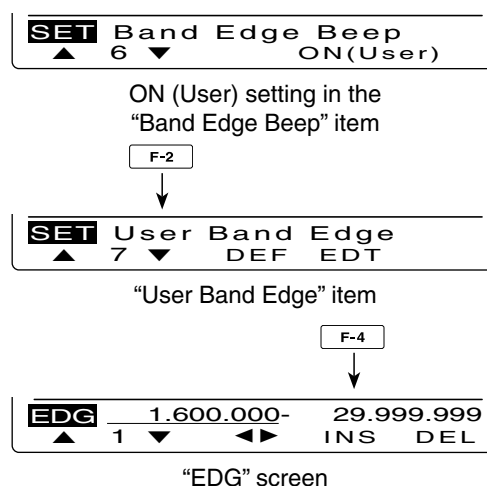 SET Band Edge Beep
▲ 6 ▼ ON(User)
ON (User) setting in the
“Band Edge Beep” item
F-2
SET User Band Edge
▲ 7 ▼ DEF EDT
“User Band Edge” item
F-4
EDG 1.600.000- 29.999.999
▲ 1 ▼ ◀▶ INS DEL
“EDG” screen